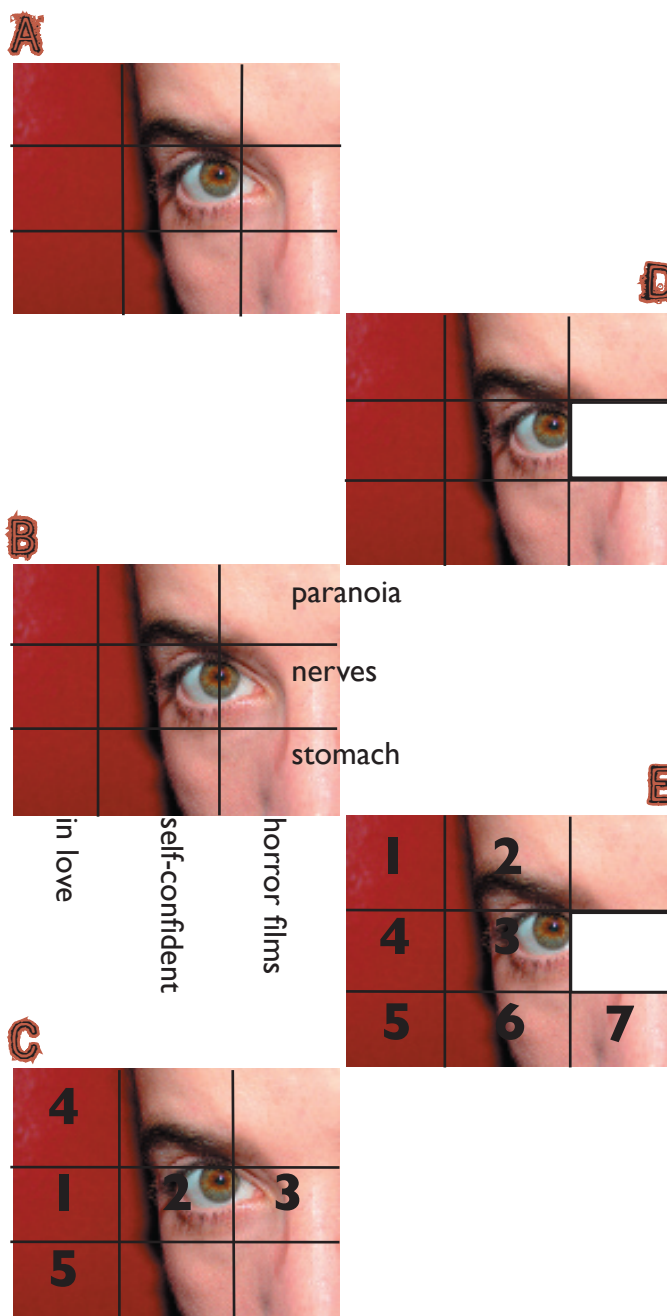 A
D
B
paranoia
nerves
stomach
in love
self-confident
horror films
E
1 2
4 3
5 6 7
C
4
1 2 3
5